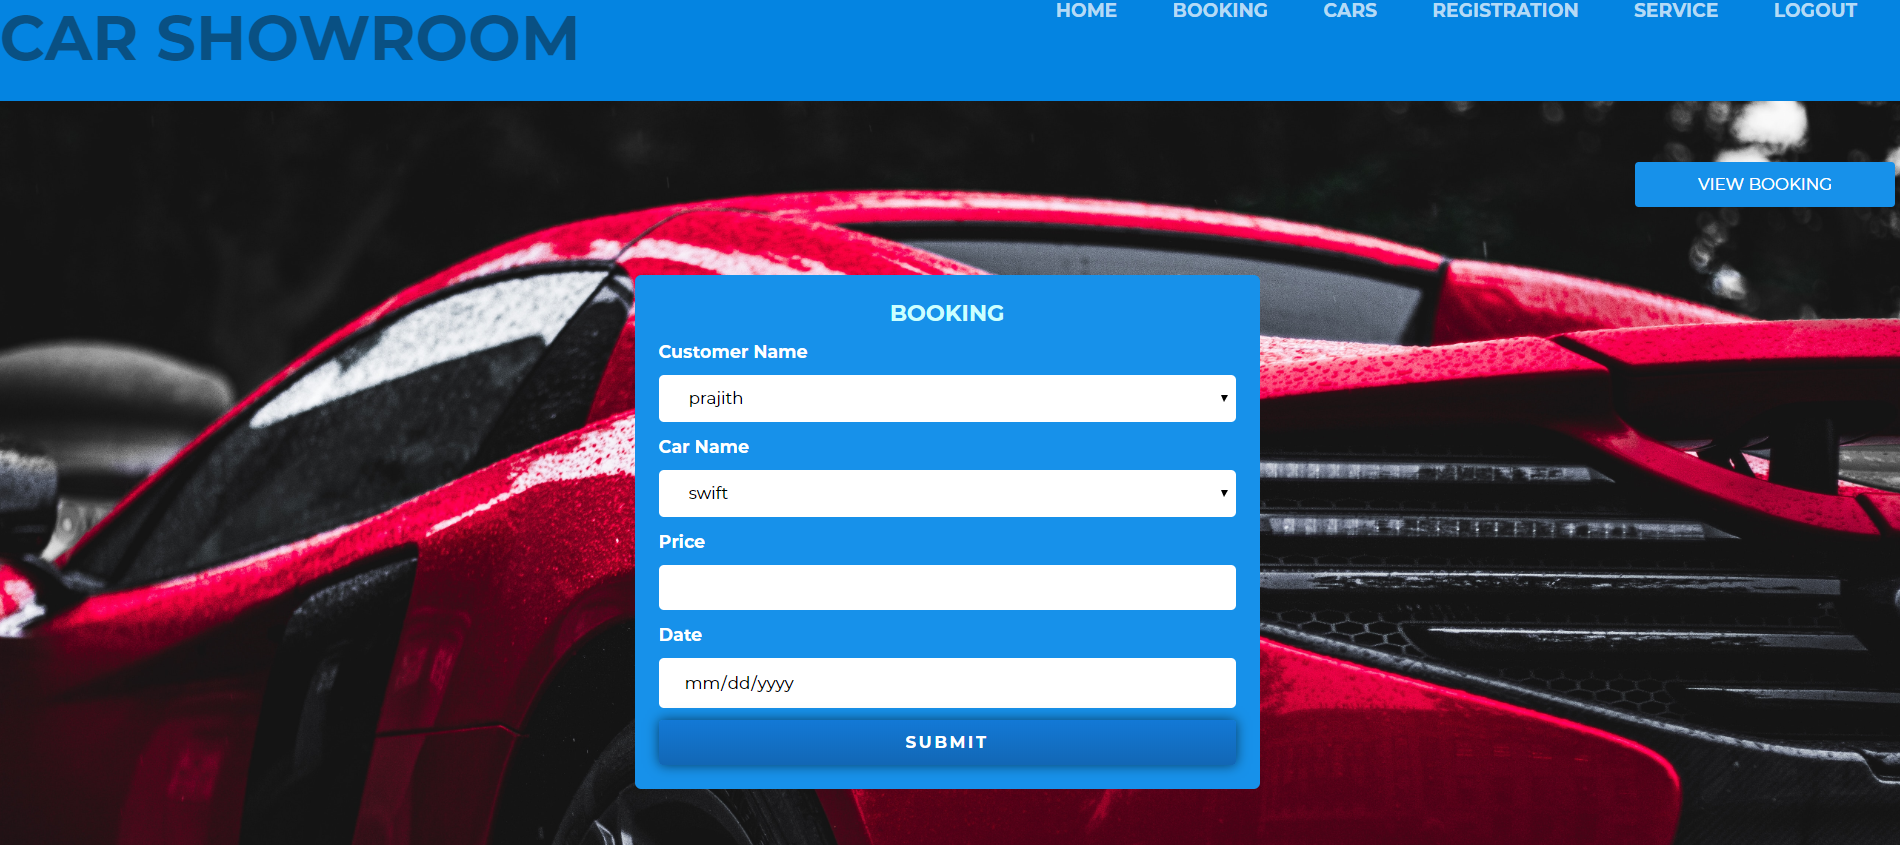 CAR SHOWROOM
HOME BOOKING CARS REGISTRATION SERVICE LOGOUT
VIEW BOOKING
BOOKING
Customer Name
prajith
Car Name
swift
Price
Date
mm/dd/yyyy
SUBMIT